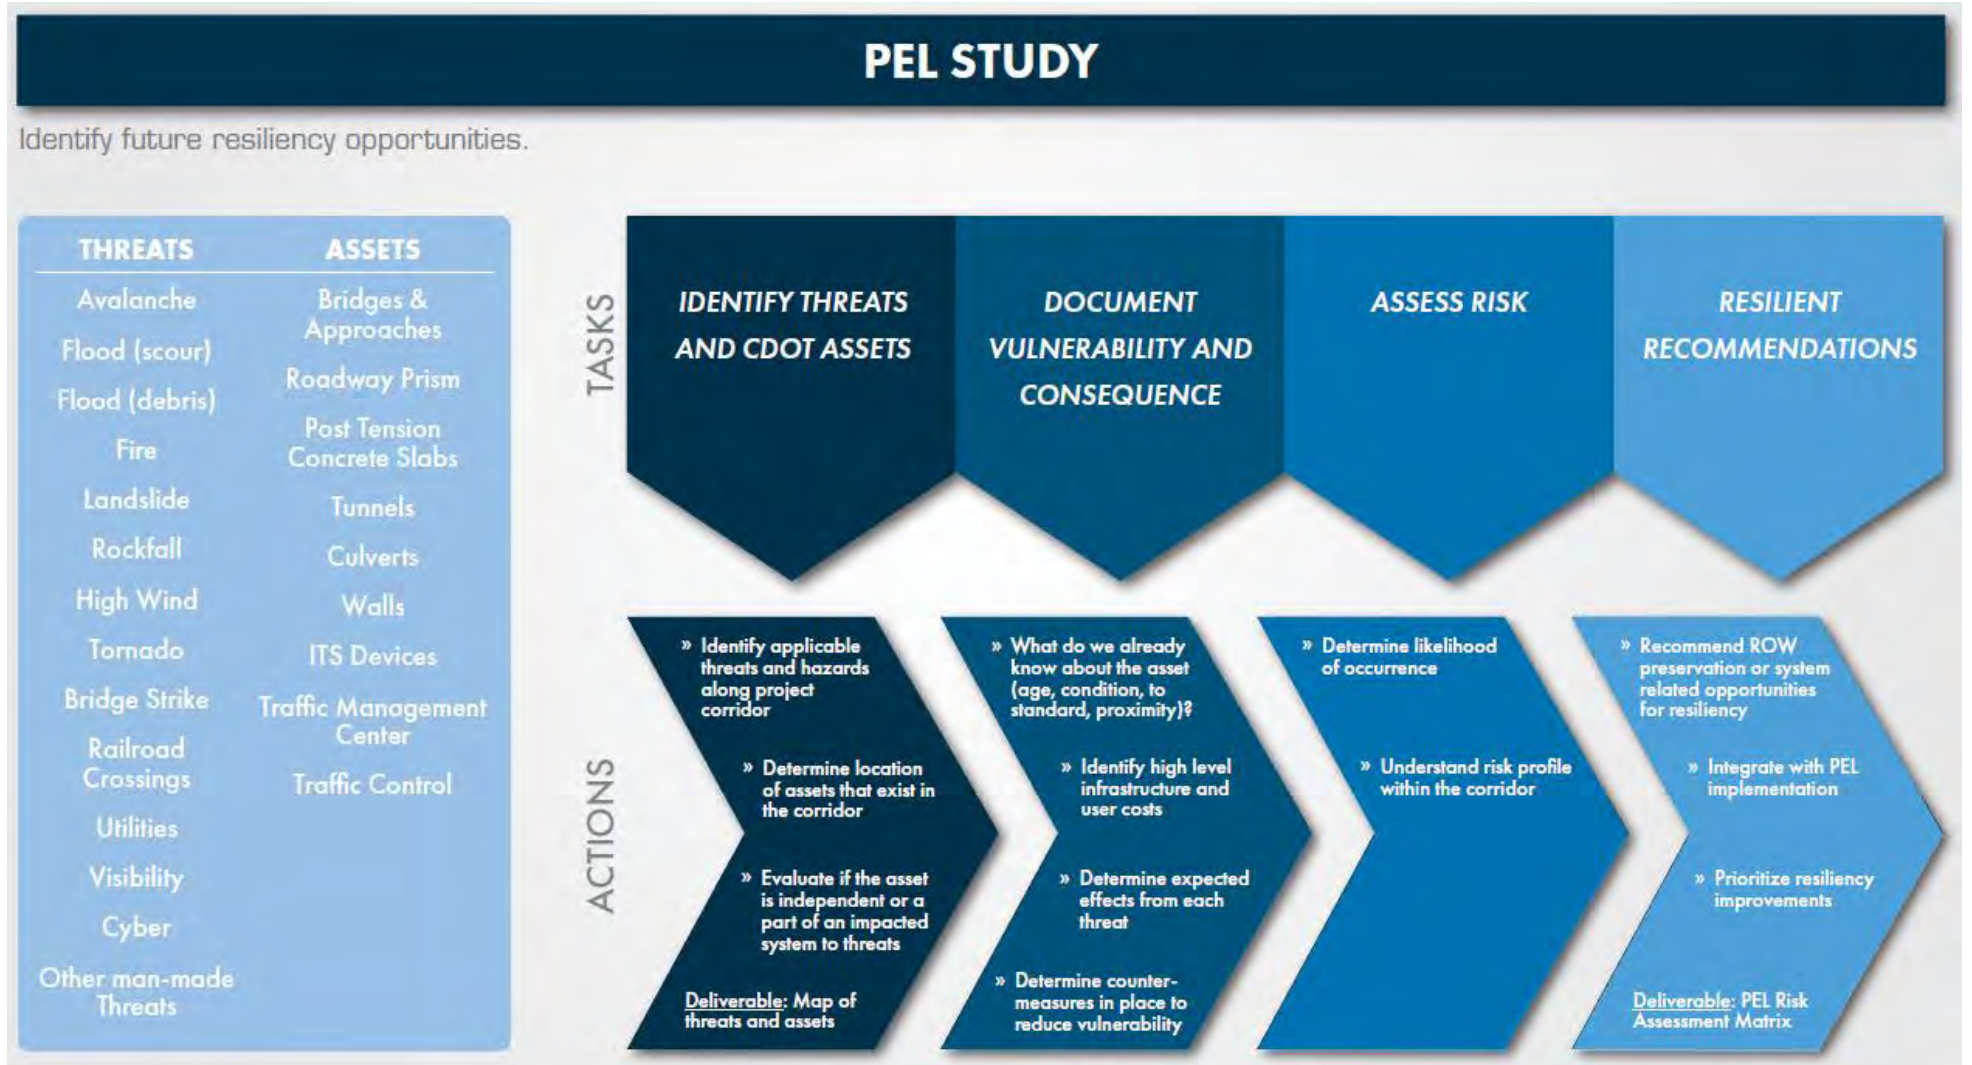 PEL STUDY
Identify future resiliency opportunities.
THREATS
Avalanche
Flood (scour)
Flood (debris)
Fire
Landslide
Rockfall
High Wind
Tornado
Bridge Strike
Railroad
Crossings
Utilities
Visibility
Cyber
Other man-made
Threats
ASSETS
Bridges &
Approaches
Roadway Prism
Post Tension
Concrete Slabs
Tunnels
Culverts
Walls
ITS Devices
Traffic Management
Center
Traffic Control
TASKS
IDENTIFY THREATS
AND CDOT ASSETS
DOCUMENT
VULNERABILITY AND
CONSEQUENCE
ASSESS RISK
RESILIENT
RECOMMENDATIONS
ACTIONS
» Identify applicable
threats and hazards
along project
corridor
» Determine location
of assets that exist in
the corridor
» Evaluate if the asset
is independent or a
part of an impacted
system to threats
Deliverable: Map of
threats and assets
» What do we already
know about the asset
(age, condition, to
standard, proximity)?
» Identify high level
infrastructure and
user costs
» Determine expected
effects from each
threat
» Determine counter-
measures in place to
reduce vulnerability
» Determine likelihood
of occurrence
» Understand risk profile
within the corridor
» Recommend ROW
preservation or system
related opportunities
for resiliency
» Integrate with PEL
implementation
» Prioritize resiliency
improvements
Deliverable: PEL Risk
Assessment Matrix